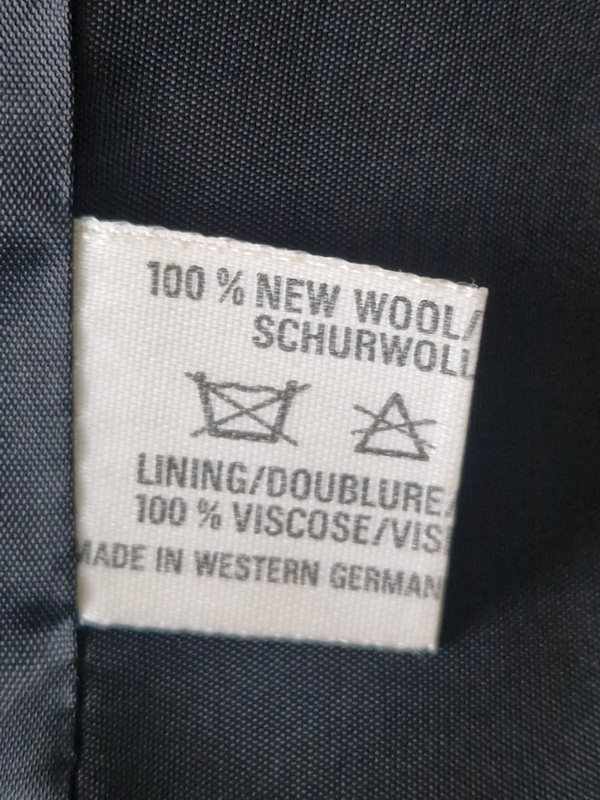 100 % NEW WOOL/
SCHURWOLL
LINING/DOUBLURE/
100 % VISCOSE/VIS
MADE IN WESTERN GERMAN